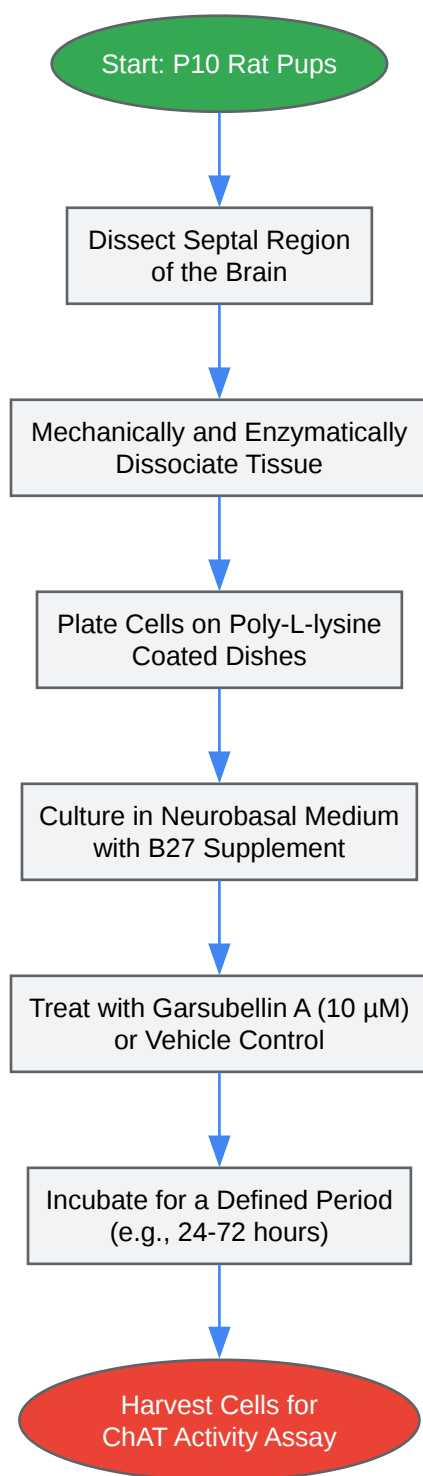 Start: P10 Rat Pups
Dissect Septal Region
of the Brain
Mechanically and Enzymatically
Dissociate Tissue
Plate Cells on Poly-L-lysine
Coated Dishes
Culture in Neurobasal Medium
with B27 Supplement
Treat with Garsubellin A (10 µM)
or Vehicle Control
Incubate for a Defined Period
(e.g., 24-72 hours)
Harvest Cells for
ChAT Activity Assay